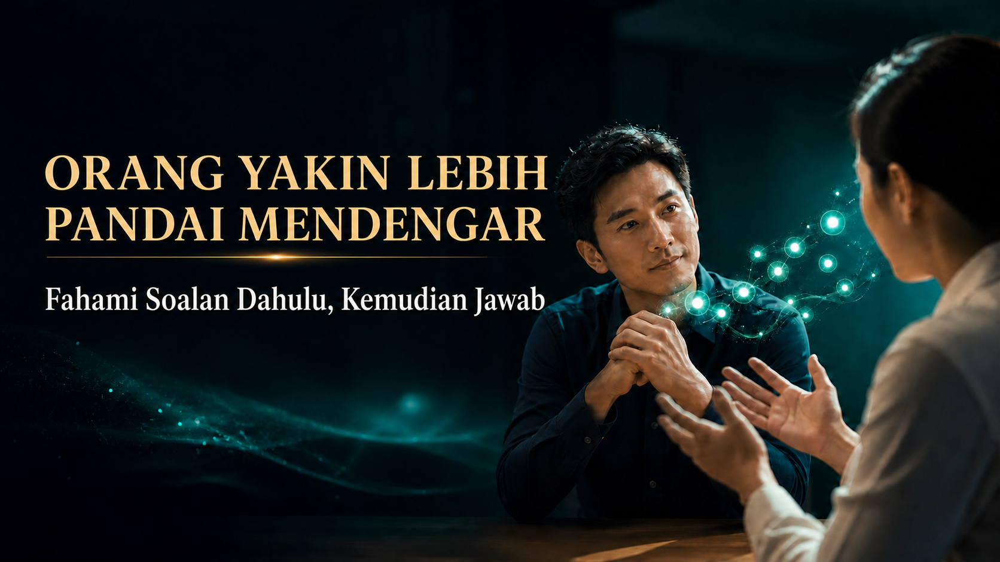 ORANG YAKIN LEBIH
PANDAI MENDENGAR
Fahami Soalan Dahulu, Kemudian Jawab